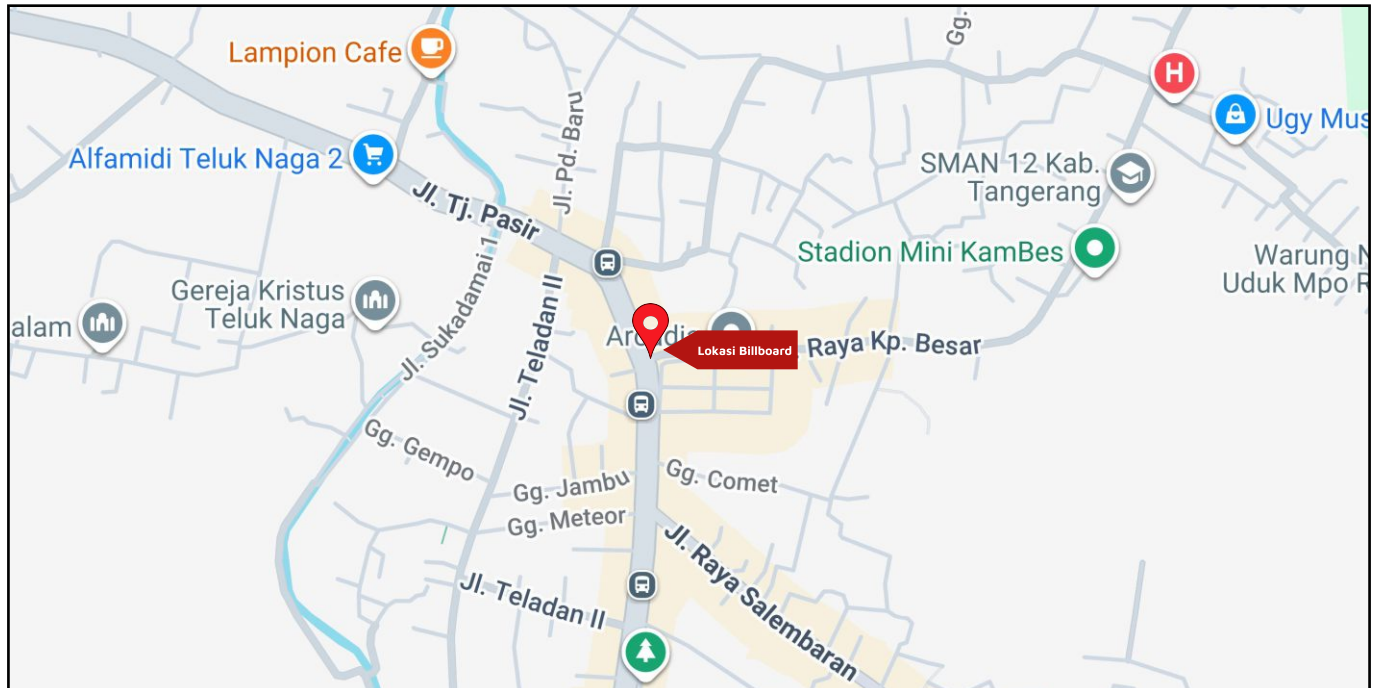 Gg.
Lampion Cafe
H
Ugy Mus
Alfamidi Teluk Naga 2
Jl. Pd. Baru
SMAN 12 Kab.
Tangerang
Jl. Tj. Pasir
Stadion Mini KamBes
Warung N
Uduk Mpo R
Gereja Kristus
Teluk Naga
alam
Jl. Sukadamai 1
Jl. Teladan II
Lokasi Billboard
Raya Kp. Besar
Gg. Gempo
Gg. Jambu
Gg. Comet
Gg. Meteor
Jl. Raya Salembaran
Jl. Teladan II